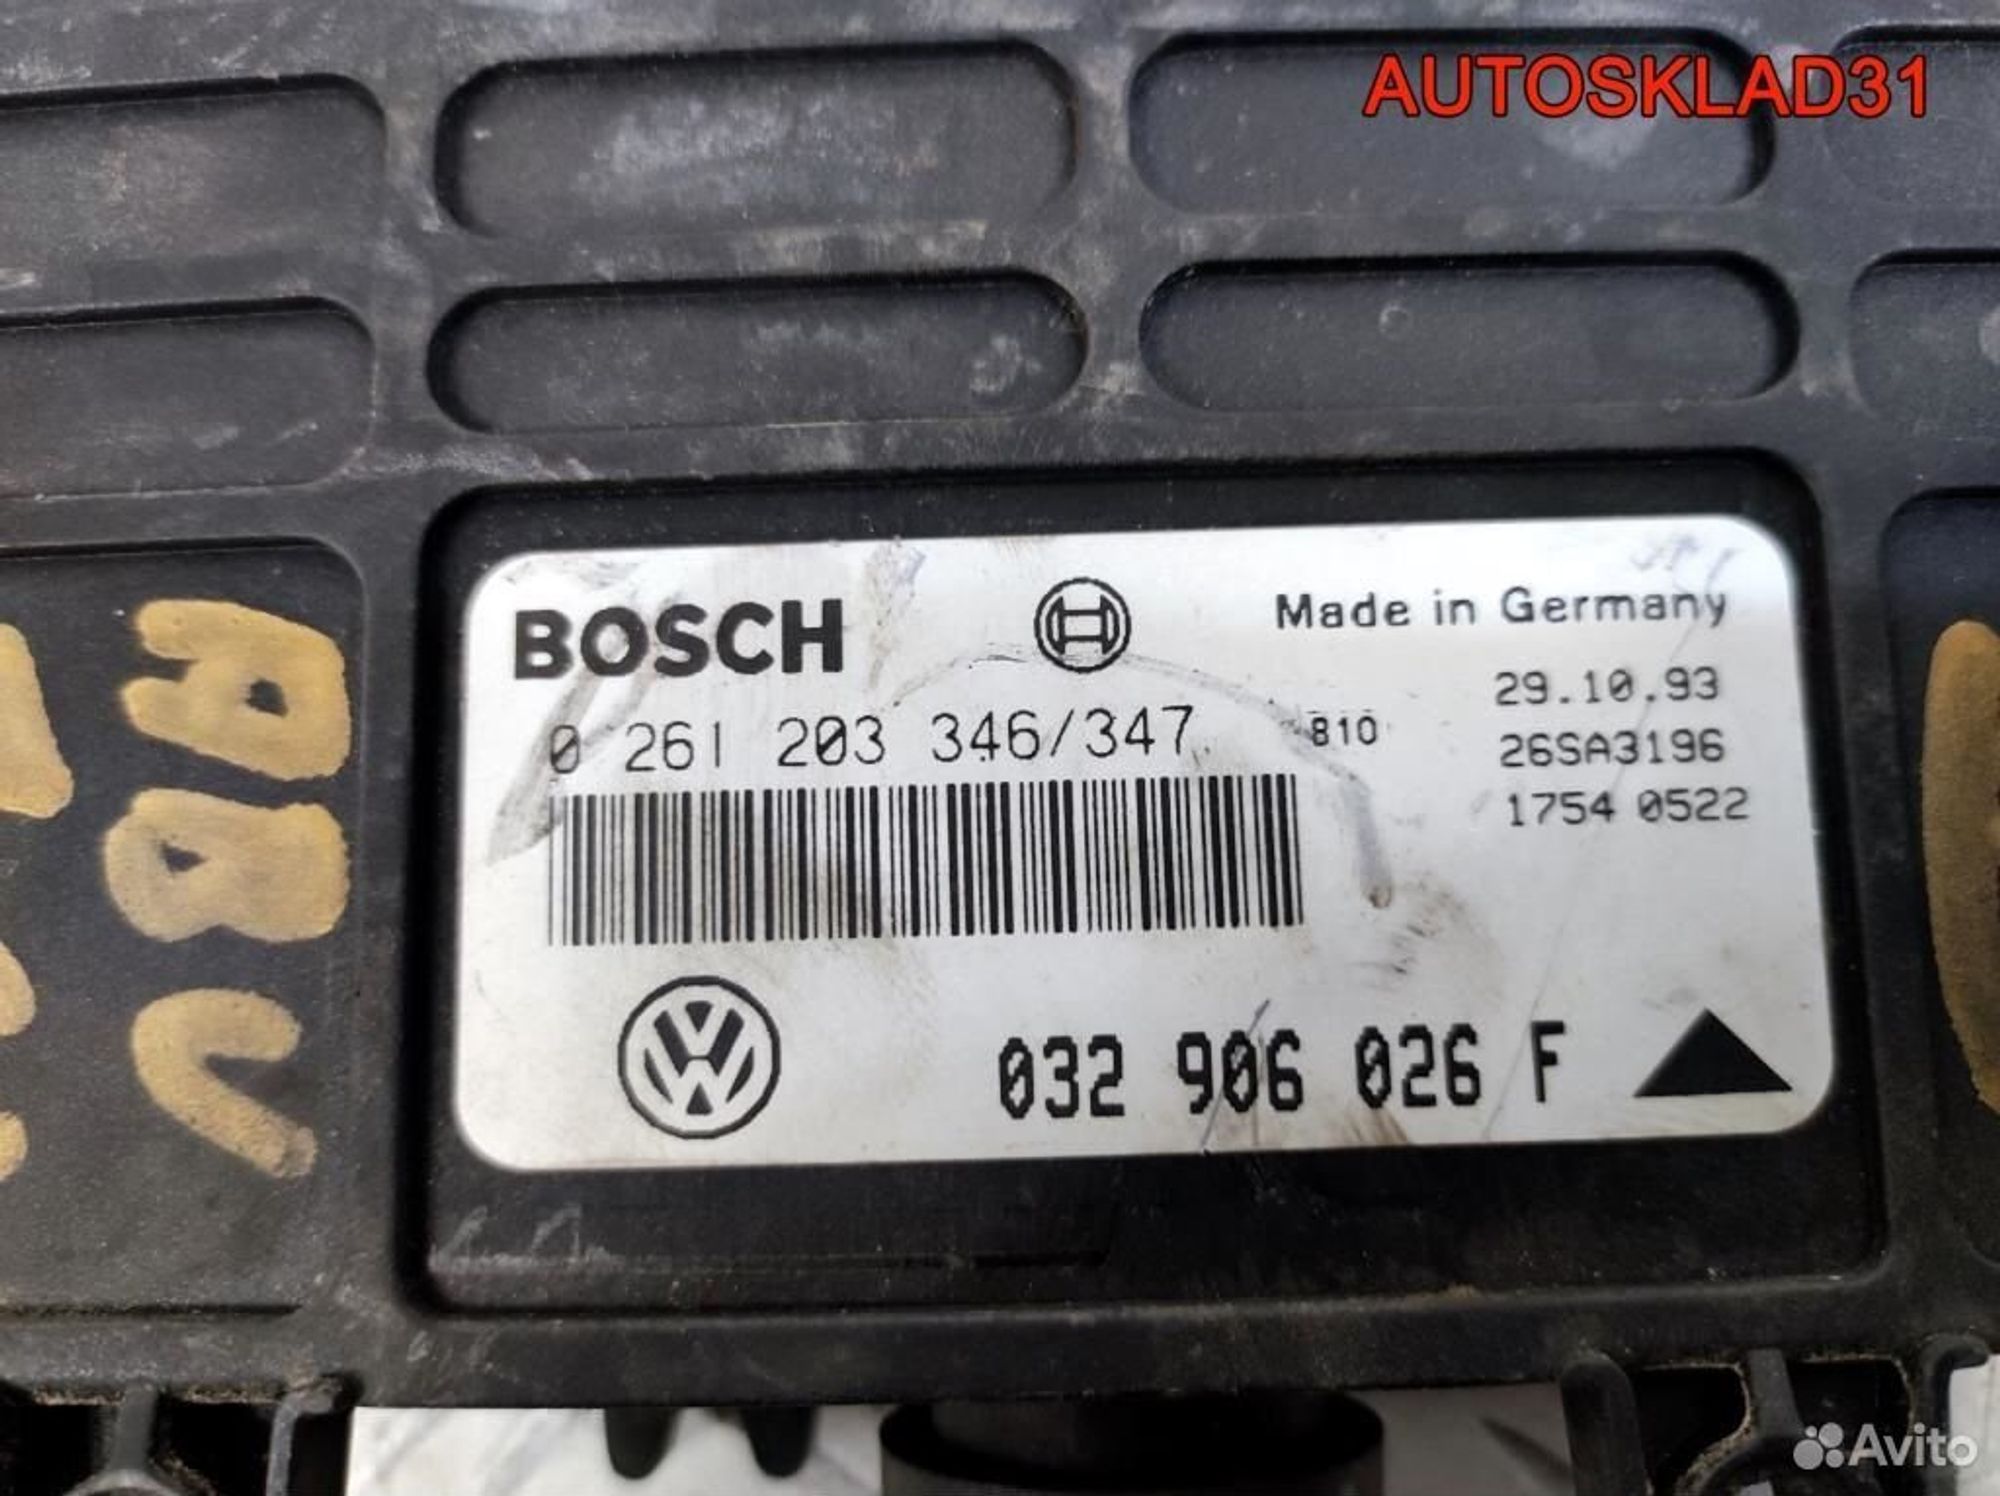 AUTOSKLAD31
BOSCH
Made in Germany
29.10.93
0 261 203 346/347
810
26SA3196
1754 0522
ABU
032 906 026 F
Avito